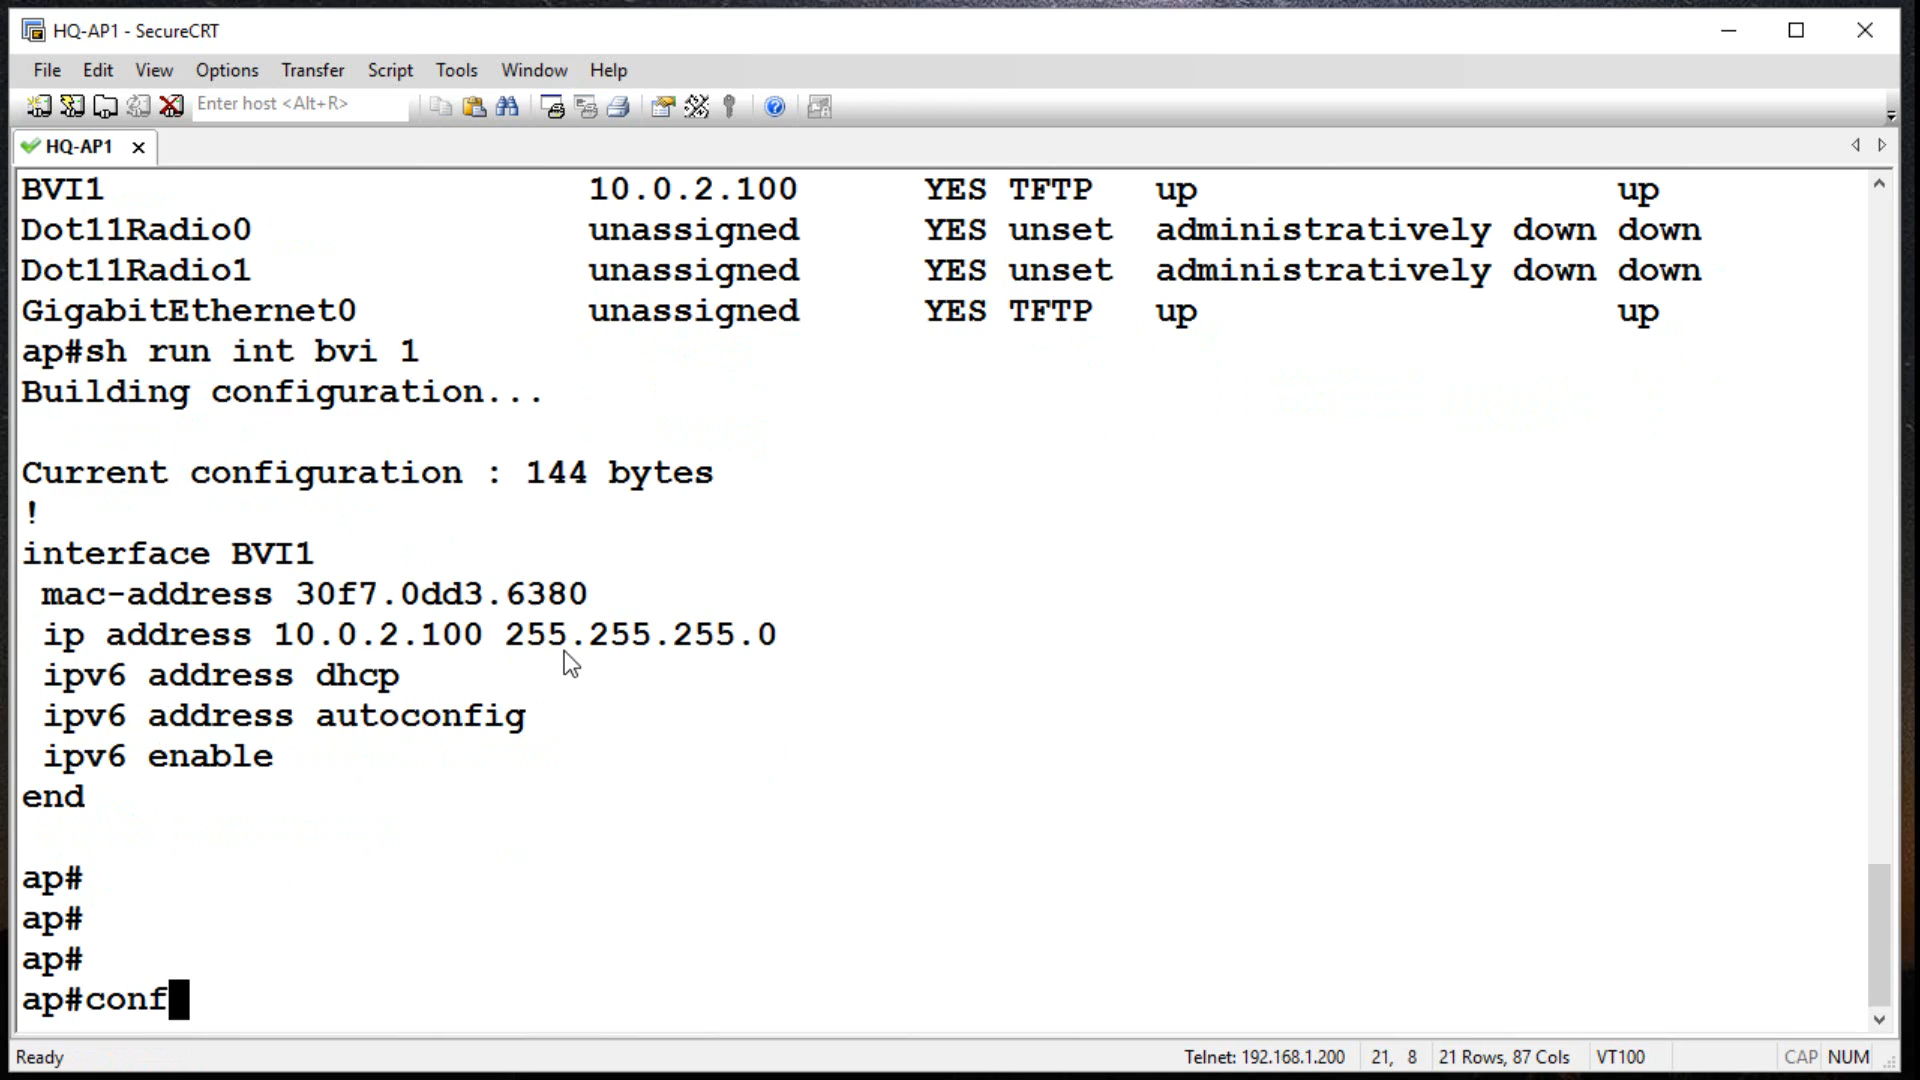 HQ-AP1 - SecureCRT
File Edit View Options Transfer Script Tools Window Help
Enter host <Alt+R>
HQ-AP1
BVI1 10.0.2.100 YES TFTP up up
Dot11Radio0 unassigned YES unset administratively down down
Dot11Radio1 unassigned YES unset administratively down down
GigabitEthernet0 unassigned YES TFTP up up
ap#sh run int bvi 1
Building configuration...
Current configuration : 144 bytes
!
interface BVI1
mac-address 30f7.0dd3.6380
ip address 10.0.2.100 255.255.255.0
ipv6 address dhcp
ipv6 address autoconfig
ipv6 enable
end
ap#
ap#
ap#
ap#conf
Ready Telnet: 192.168.1.200 21, 8 21 Rows, 87 Cols VT100 CAP NUM